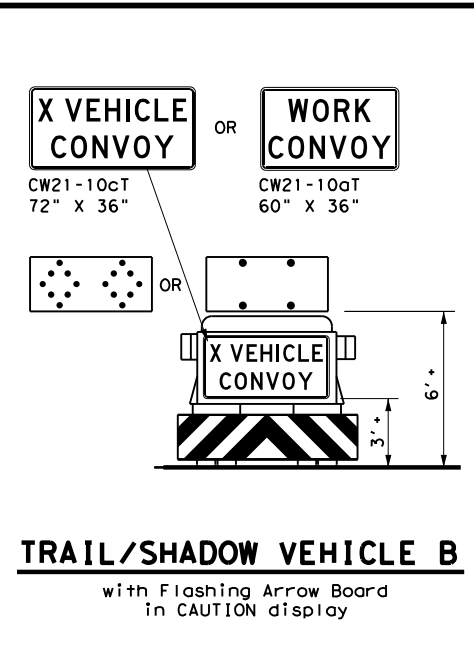 X VEHICLE
CONVOY
OR
WORK
CONVOY
CW21-10cT
72" X 36"
CW21-10aT
60" X 36"
OR
X VEHICLE
CONVOY
6' +
3' +
TRAIL/SHADOW VEHICLE B
with Flashing Arrow Board
in CAUTION display